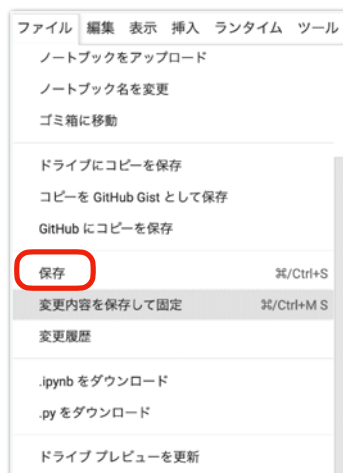 ファイル 編集 表示 挿入 ランタイム ツール
ノートブックをアップロード
ノートブック名を変更
ゴミ箱に移動
ドライブにコピーを保存
コピーを GitHub Gist として保存
GitHub にコピーを保存
保存 ⌘/Ctrl+S
変更内容を保存して固定 ⌘/Ctrl+M S
変更履歴
.ipynb をダウンロード
.py をダウンロード
ドライブ プレビューを更新